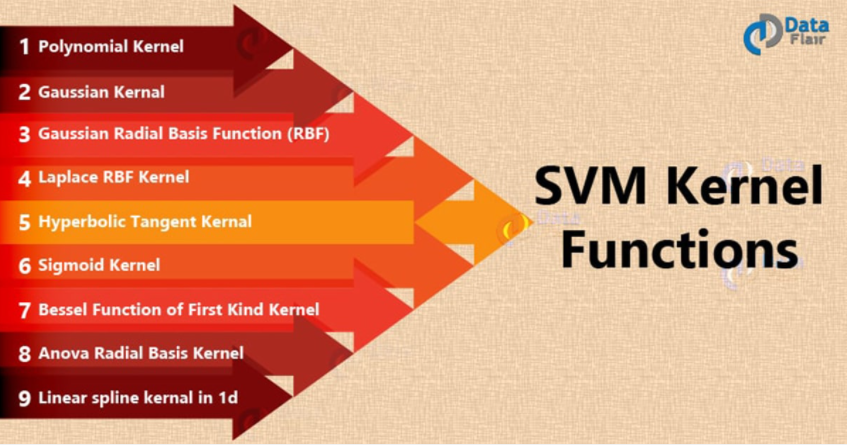 1 Polynomial Kernel
2 Gaussian Kernal
3 Gaussian Radial Basis Function (RBF)
4 Laplace RBF Kernel
5 Hyperbolic Tangent Kernal
6 Sigmoid Kernel
7 Bessel Function of First Kind Kernel
8 Anova Radial Basis Kernel
9 Linear spline kernal in 1d
Data
Flair
SVM Kernel
Functions